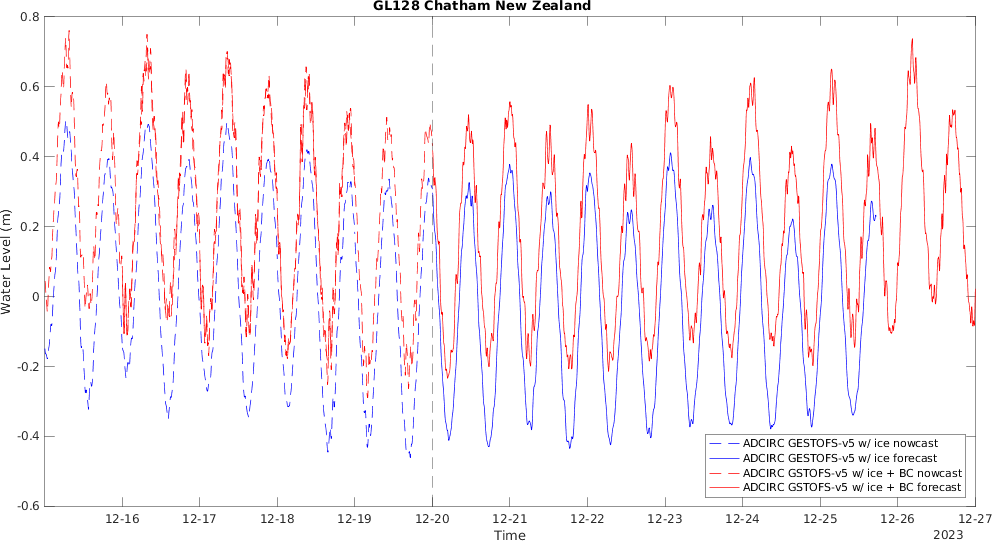 GL128 Chatham New Zealand
0.8
0.6
0.4
0.2
0
-0.2
-0.4
-0.6
Water Level (m)
12-16 12-17 12-18 12-19 12-20 12-21 12-22 12-23 12-24 12-25 12-26 12-27
Time
2023
ADCIRC GESTOFS-v5 w/ ice nowcast
ADCIRC GESTOFS-v5 w/ ice forecast
ADCIRC GSTOFS-v5 w/ ice + BC nowcast
ADCIRC GSTOFS-v5 w/ ice + BC forecast